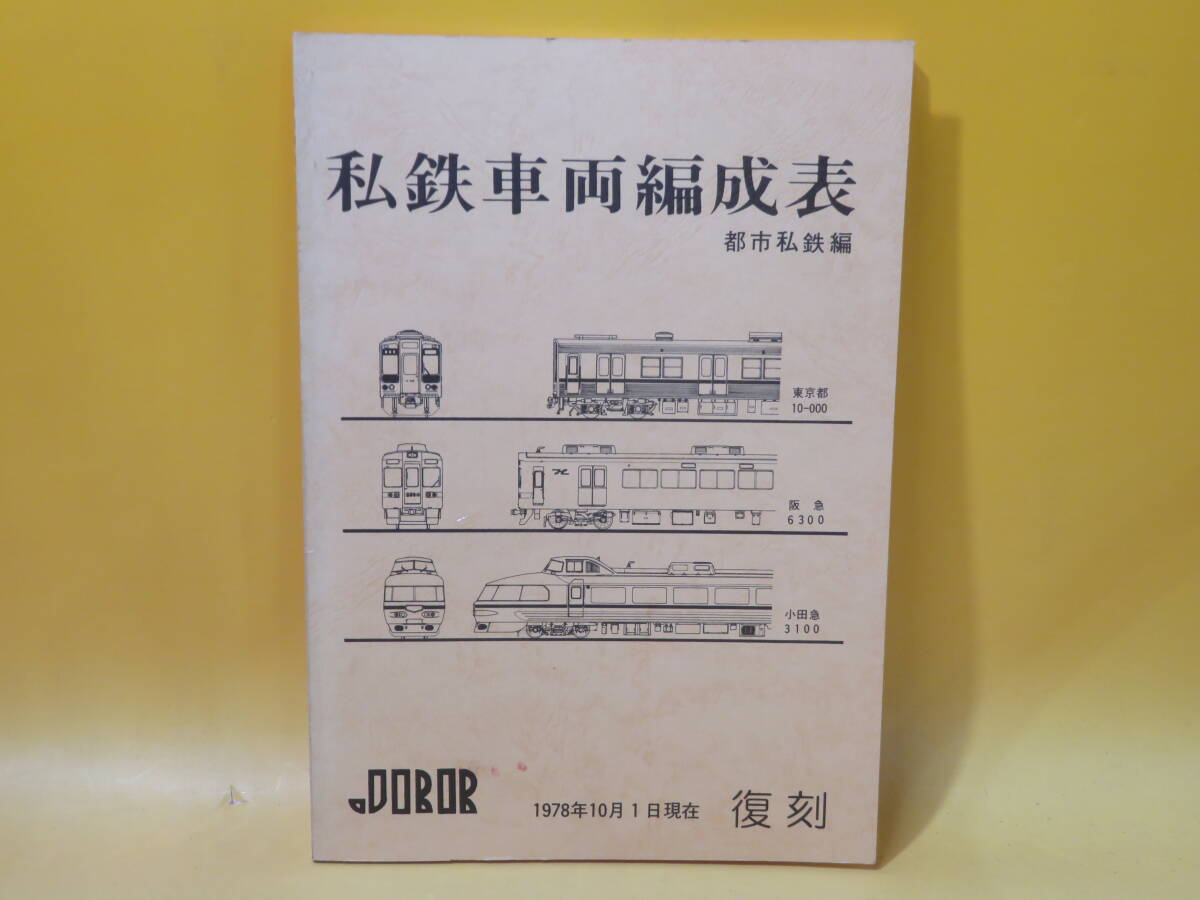 私鉄車両編成表
都市私鉄編
東京都
10-000
阪急
6300
小田急
3100
JDOBOR
1978年10月1日現在
復刻